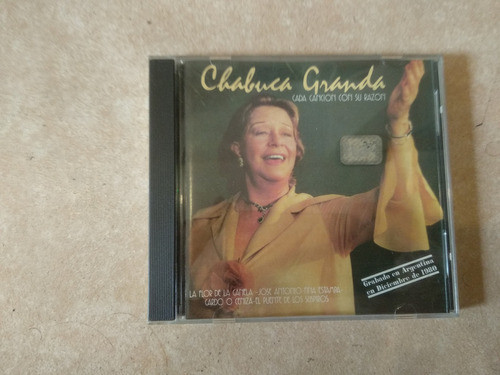 Chabuca Granda
CADA CANCION CON SU RAZON
Grabado en Argentina
en Diciembre de 1980
LA FLOR DE LA CANELA - JOSE ANTONIO FINA ESTAMPA
CARDO O CENIZA EL PUENTE DE LOS SUSPIROS